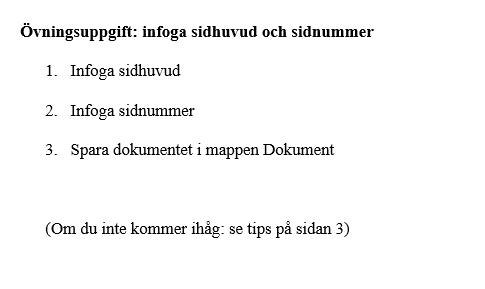 Övningsuppgift: infoga sidhuvud och sidnummer
1. Infoga sidhuvud
2. Infoga sidnummer
3. Spara dokumentet i mappen Dokument
(Om du inte kommer ihåg: se tips på sidan 3)